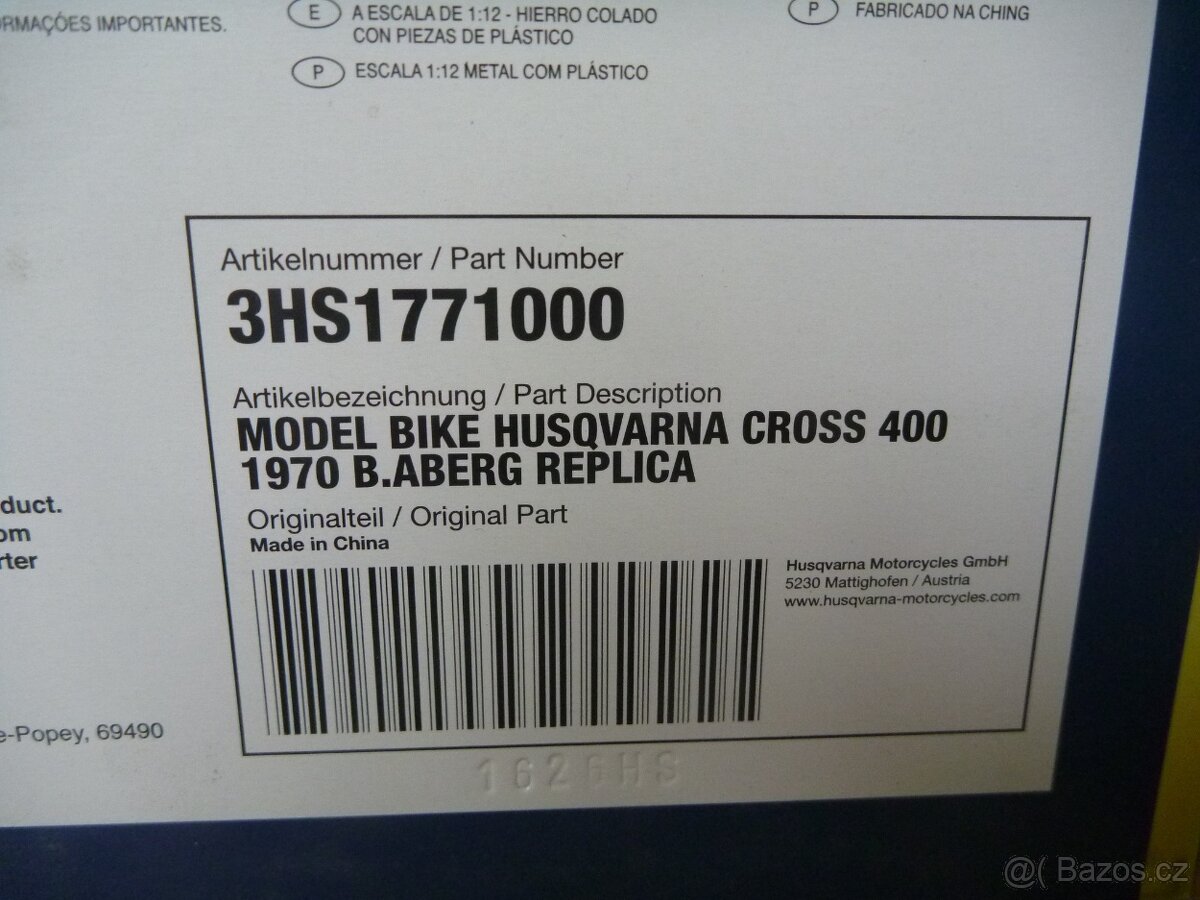 ORMAÇÕES IMPORTANTES.
E A ESCALA DE 1:12 - HIERRO COLADO
CON PIEZAS DE PLÁSTICO
P ESCALA 1:12 METAL COM PLÁSTICO
P FABRICADO NA CHING
Artikelnummer / Part Number
3HS1771000
Artikelbezeichnung / Part Description
MODEL BIKE HUSQVARNA CROSS 400
1970 B.ABERG REPLICA
Originalteil / Original Part
Made in China
Husqvarna Motorcycles GmbH
5230 Mattighofen / Austria
www.husqvarna-motorcycles.com
duct.
om
rter
e-Popey, 69490
1626HS
@( Bazos.cz